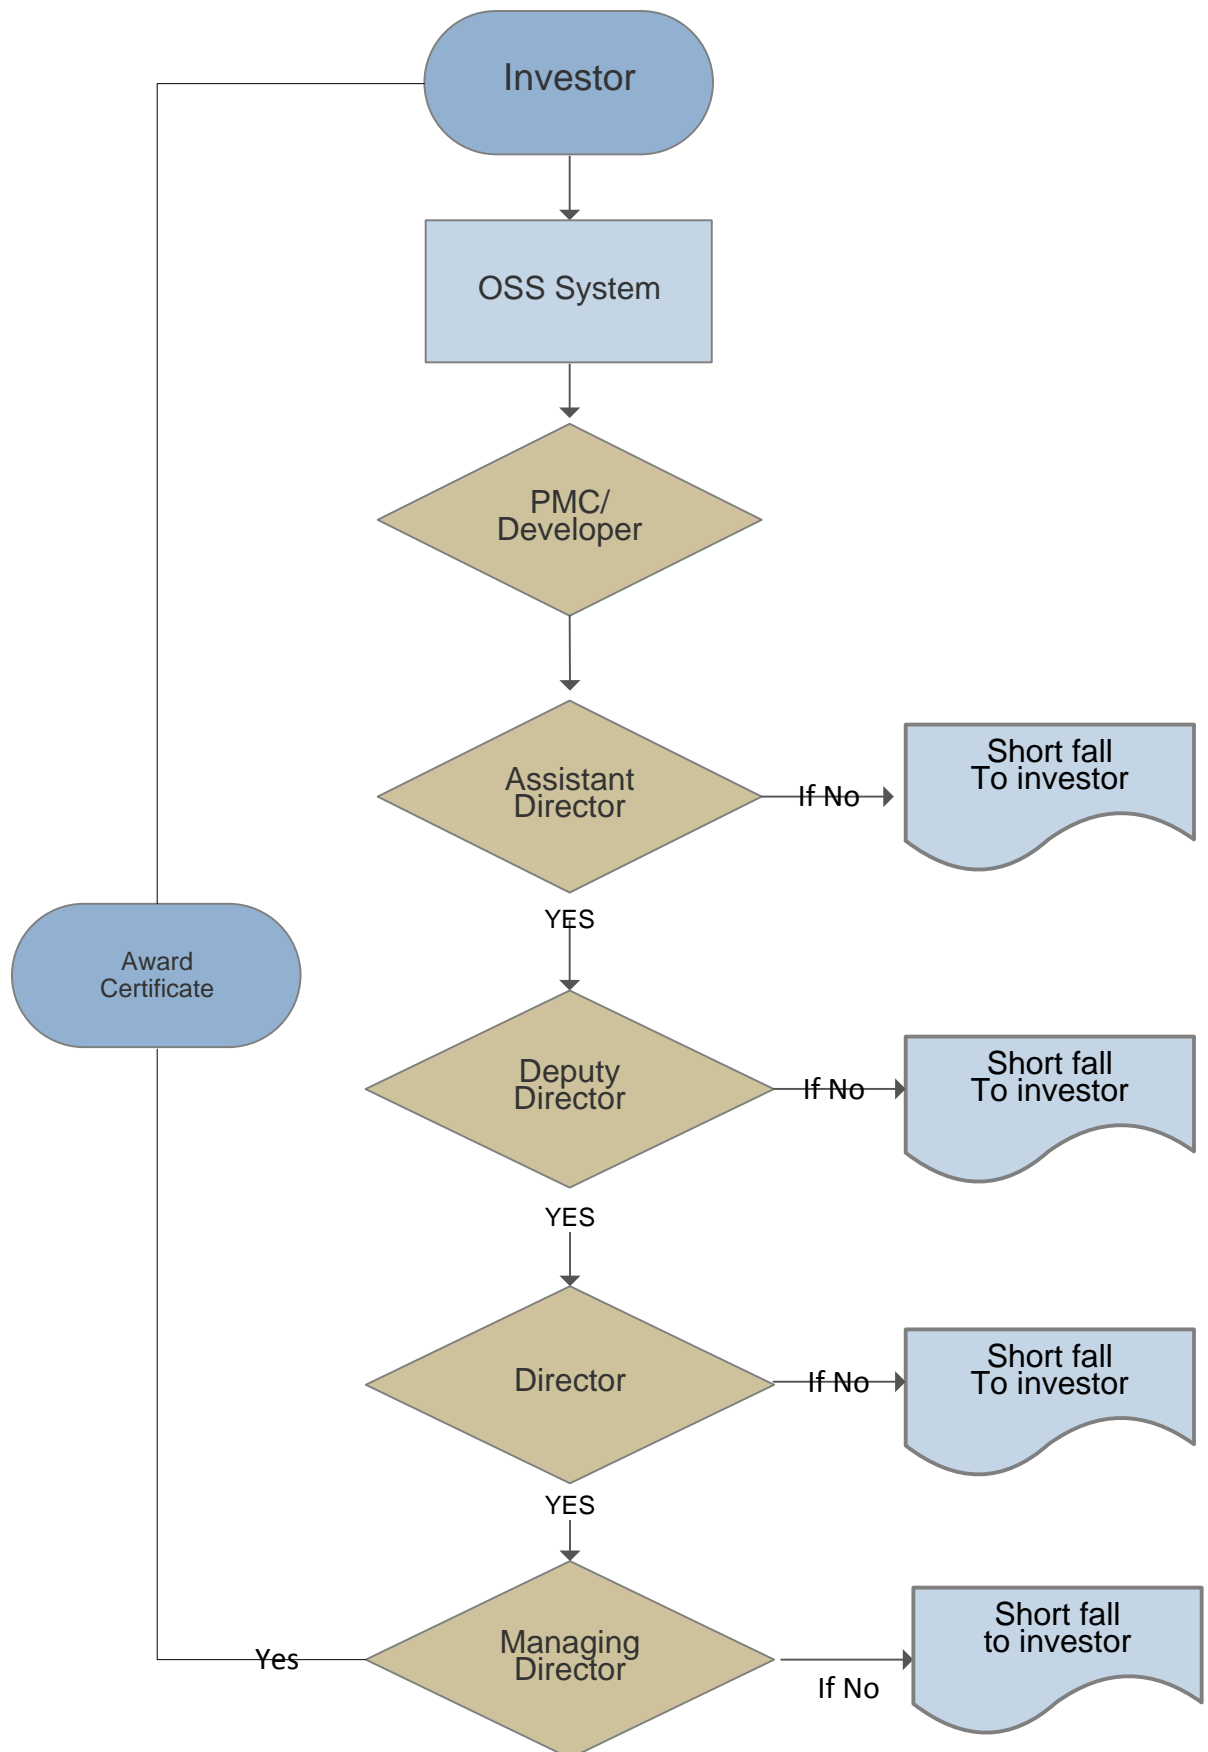 Investor
OSS System
PMC/
Developer
Assistant
Director
If No
Short fall
To investor
YES
Award
Certificate
Deputy
Director
If No
Short fall
To investor
YES
Director
If No
Short fall
To investor
YES
Managing
Director
Yes
If No
Short fall
to investor